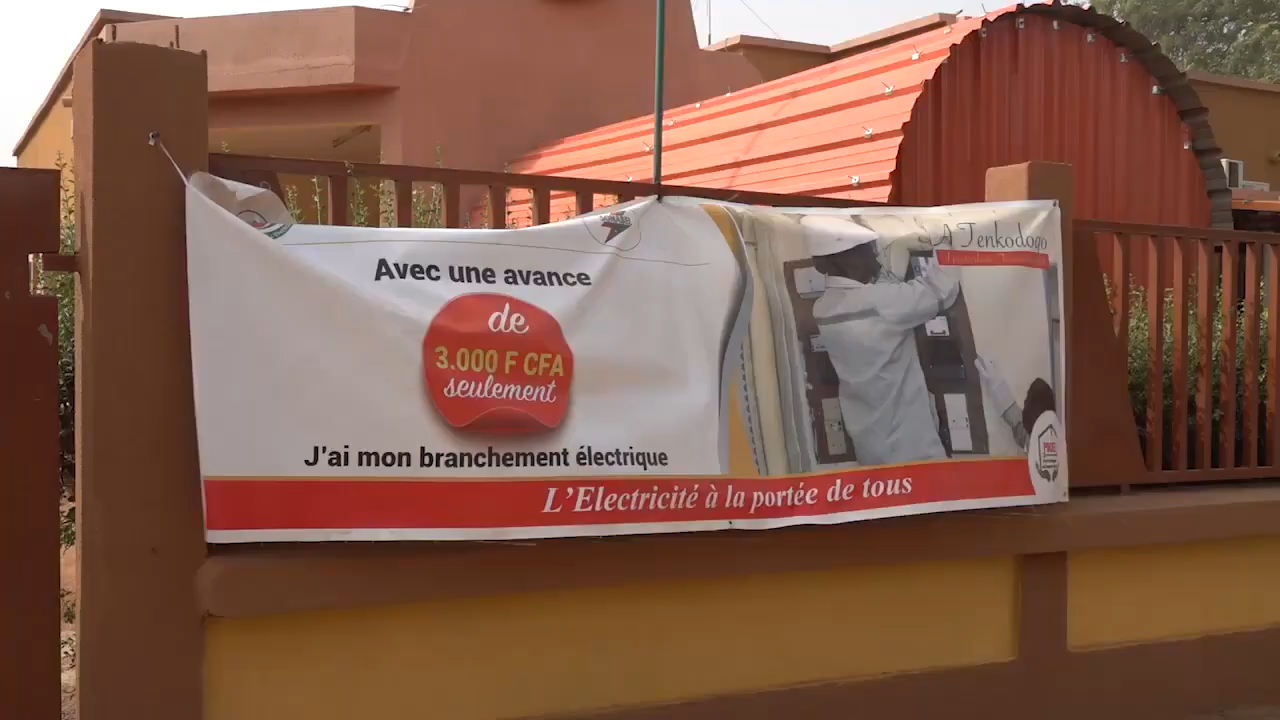 Avec une avance
de
3.000 F CFA
seulement
J'ai mon branchement électrique
L'Electricité à la portée de tous
A Tenkodogo